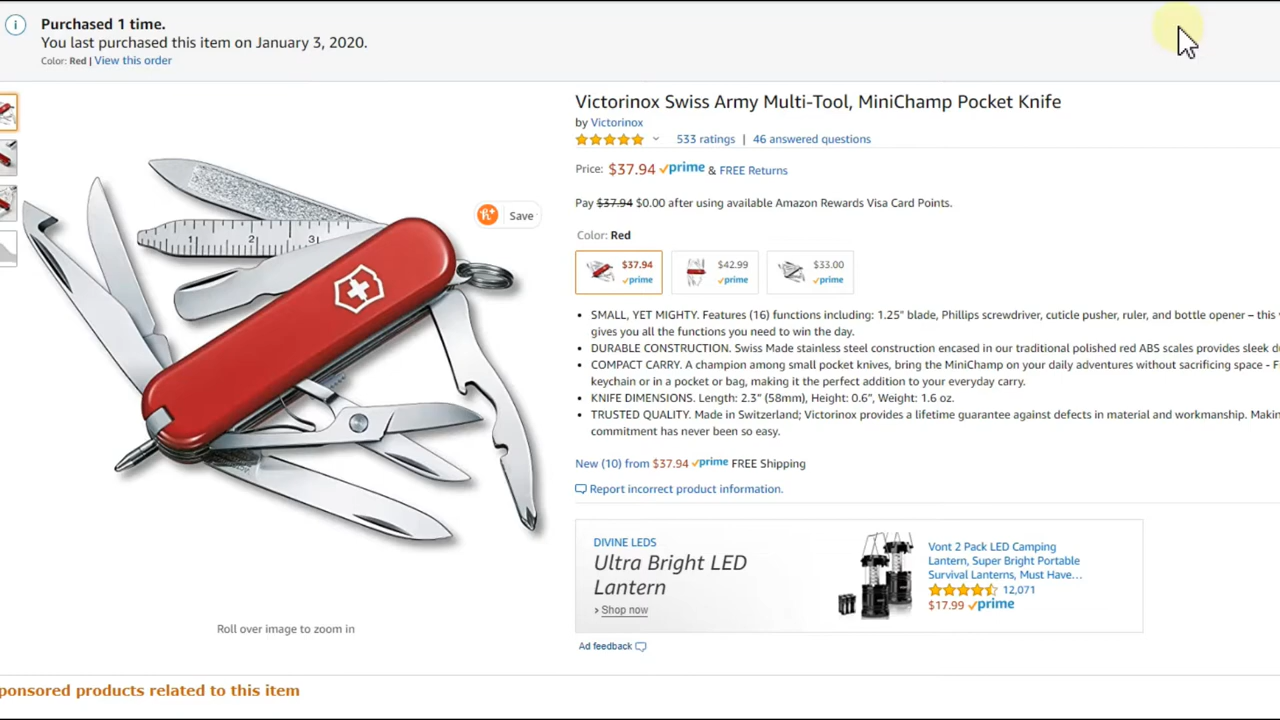 Purchased 1 time.
You last purchased this item on January 3, 2020.
Color: Red | View this order
Victorinox Swiss Army Multi-Tool, MiniChamp Pocket Knife
by Victorinox
533 ratings | 46 answered questions
Price: $37.94 prime & FREE Returns
Pay $37.94 $0.00 after using available Amazon Rewards Visa Card Points.
Save
Color: Red
$37.94 $42.99 $33.00
prime prime prime
1 2 3
SMALL, YET MIGHTY. Features (16) functions including: 1.25" blade, Phillips screwdriver, cuticle pusher, ruler, and bottle opener – this
gives you all the functions you need to win the day.
DURABLE CONSTRUCTION. Swiss Made stainless steel construction encased in our traditional polished red ABS scales provides sleek
COMPACT CARRY. A champion among small pocket knives, bring the MiniChamp on your daily adventures without sacrificing space -
keychain or in a pocket or bag, making it the perfect addition to your everyday carry.
KNIFE DIMENSIONS. Length: 2.3" (58mm), Height: 0.6", Weight: 1.6 oz.
TRUSTED QUALITY. Made in Switzerland; Victorinox provides a lifetime guarantee against defects in material and workmanship.
commitment has never been so easy.
New (10) from $37.94 prime FREE Shipping
Report incorrect product information.
DIVINE LEDS
Ultra Bright LED
Lantern
› Shop now
Vont 2 Pack LED Camping
Lantern, Super Bright Portable
Survival Lanterns, Must Have...
12,071
$17.99 prime
Roll over image to zoom in
Ad feedback
ponsored products related to this item